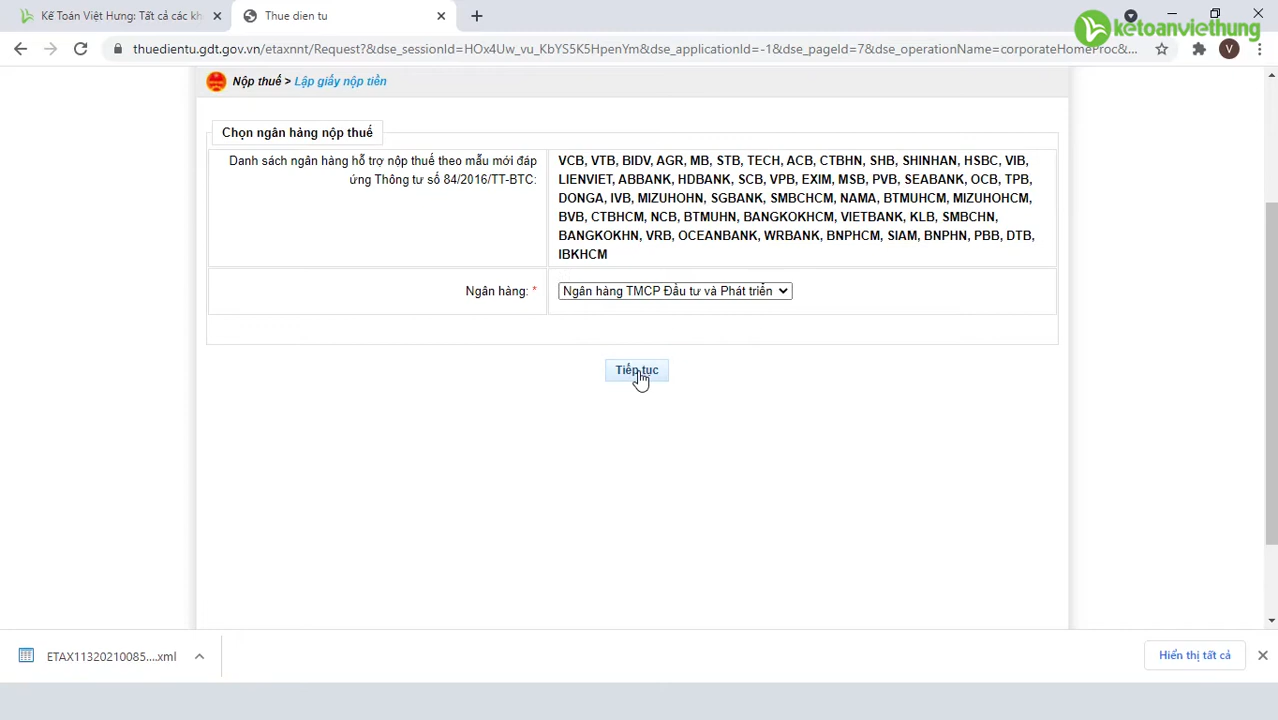 Kế Toán Việt Hưng: Tất cả các kh
Thue dien tu
ketoanviethung
thuedientu.gdt.gov.vn/etaxnnt/Request?&dse_sessionId=HOx4Uw_vu_K
YS5K5HpenYm&dse_applicationId=-1&dse_pageId=7&dse_operationName=corporateHomeProc&...
V
Nộp thuế > Lập giấy nộp tiền
Chọn ngân hàng nộp thuế
Danh sách ngân hàng hỗ trợ nộp thuế theo mẫu mới đáp
ứng Thông tư số 84/2016/TT-BTC:
VCB, VTB, BIDV, AGR, MB, STB, TECH, ACB, CTBHN, SHB, SHINHAN, HSBC, VIB,
LIENVIET, ABBANK, HDBANK, SCB, VPB, EXIM, MSB, PVB, SEABANK, OCB, TPB,
DONGA, IVB, MIZUHOHN, SGBANK, SMBCHCM, NAMA, BTMUHCM, MIZUHOHCM,
BVB, CTBHCM, NCB, BTMUHN, BANGKOKHCM, VIETBANK, KLB, SMBCHN,
BANGKOKHN, VRB, OCEANBANK, WRBANK, BNPHCM, SIAM, BNPHN, PBB, DTB,
IBKHCM
Ngân hàng: *
Ngân hàng TMCP Đầu tư và Phát triển
Tiếp tục
ETAX11320210085....xml
Hiển thị tất cả